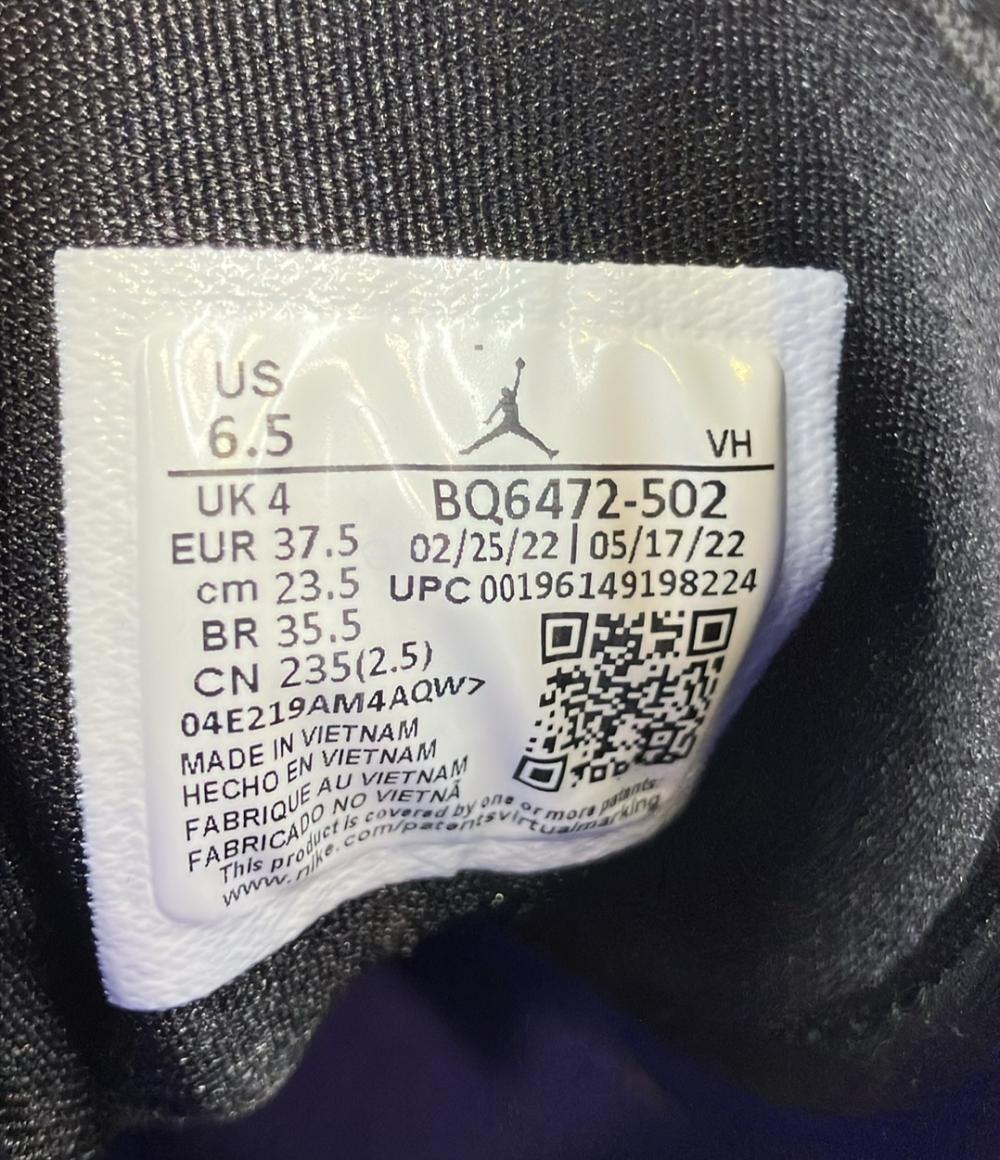 US
6.5
VH
UK 4
BQ6472-502
EUR 37.5
02/25/22 | 05/17/22
cm 23.5
UPC 00196149198224
BR 35.5
CN 235(2.5)
04E219AM4AQW>
MADE IN VIETNAM
HECHO EN VIETNAM
FABRIQUE AU VIETNAM
FABRICADO NO VIETNÃ
This product is covered by one or more patents:
www.nike.com/patentsvirtualmarking